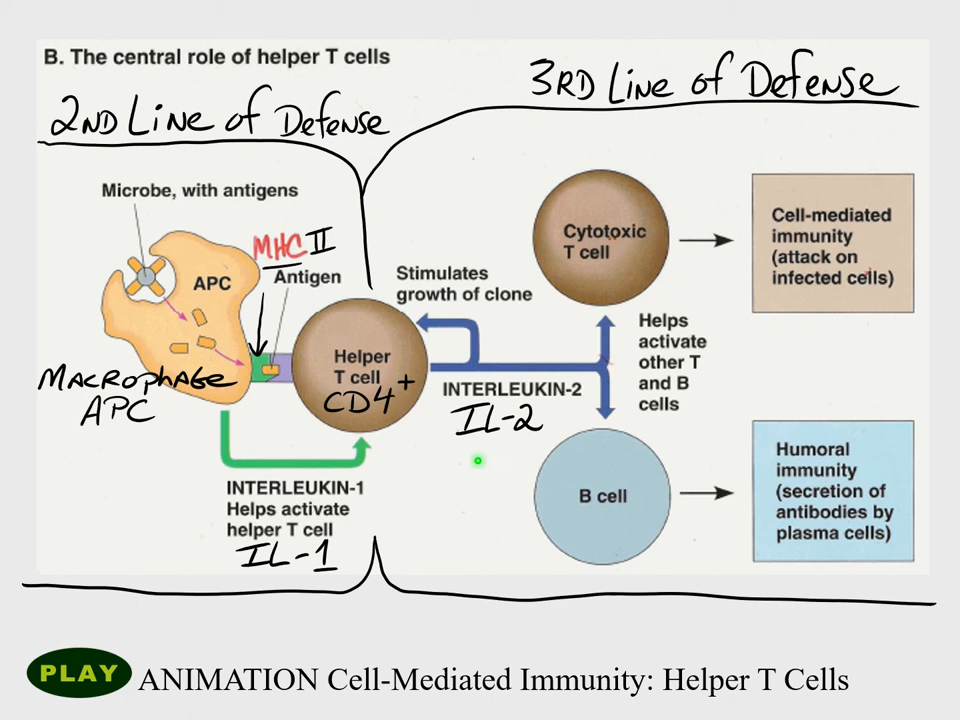 B. The central role of helper T cells
2ND LINE of Defense
3RD LINE of Defense
Microbe, with antigens
MHC II
APC
Antigen
MACROPHAGE
APC
Helper
T cell
CD4+
INTERLEUKIN-1
Helps activate
helper T cell
IL-1
Stimulates
growth of clone
INTERLEUKIN-2
IL-2
Cytotoxic
T cell
Helps
activate
other T
and B
cells
B cell
Cell-mediated
immunity
(attack on
infected cells)
Humoral
immunity
(secretion of
antibodies by
plasma cells)
PLAY
ANIMATION Cell-Mediated Immunity: Helper T Cells